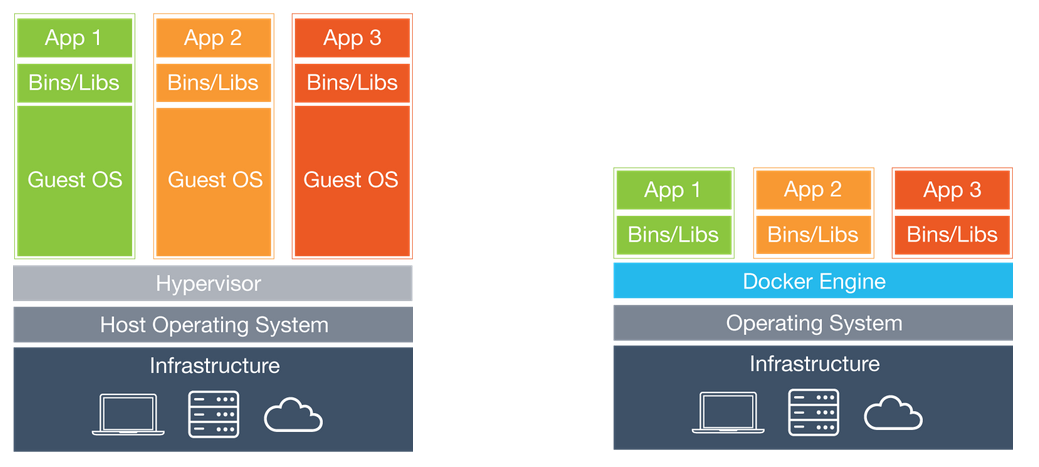 App 1
App 2
App 3
Bins/Libs
Bins/Libs
Bins/Libs
Guest OS
Guest OS
Guest OS
Hypervisor
Host Operating System
Infrastructure
App 1
App 2
App 3
Bins/Libs
Bins/Libs
Bins/Libs
Docker Engine
Operating System
Infrastructure